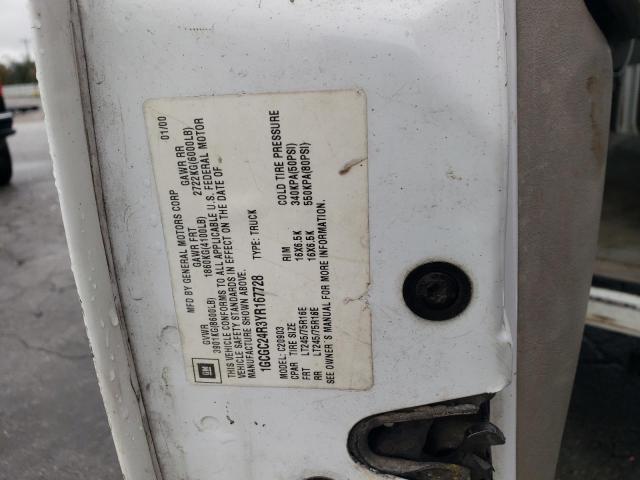 GM
MFD BY GENERAL MOTORS CORP 01/00
GVWR GAWR FRT GAWR RR
3901KG(8600LB) 1860KG(4100LB) 2722KG(6000LB)
THIS VEHICLE CONFORMS TO ALL APPLICABLE U.S. FEDERAL MOTOR
VEHICLE SAFETY STANDARDS IN EFFECT ON THE DATE OF
MANUFACTURE SHOWN ABOVE.
1GCGC24R3YR167728 TYPE: TRUCK
MODEL: C20903
CPAR TIRE SIZE RIM COLD TIRE PRESSURE
FRT LT245/75R16E 16X6.5K 340KPA(50PSI)
RR LT245/75R16E 16X6.5K 550KPA(80PSI)
SEE OWNER'S MANUAL FOR MORE INFORMATION.